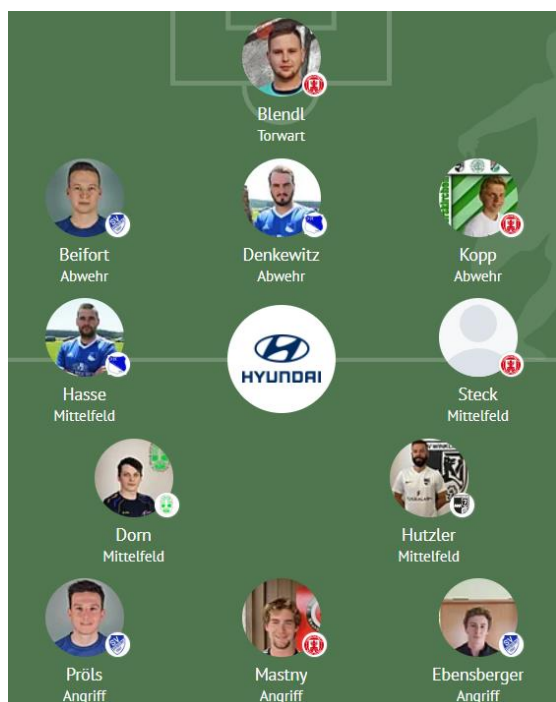 Blendl
Torwart
Beifort Denkewitz Kopp
Abwehr Abwehr Abwehr
HYUNDAI
Hasse Steck
Mittelfeld Mittelfeld
Dorn Hutzler
Mittelfeld Mittelfeld
Pröls Mastny Ebensberger
Angriff Angriff Angriff